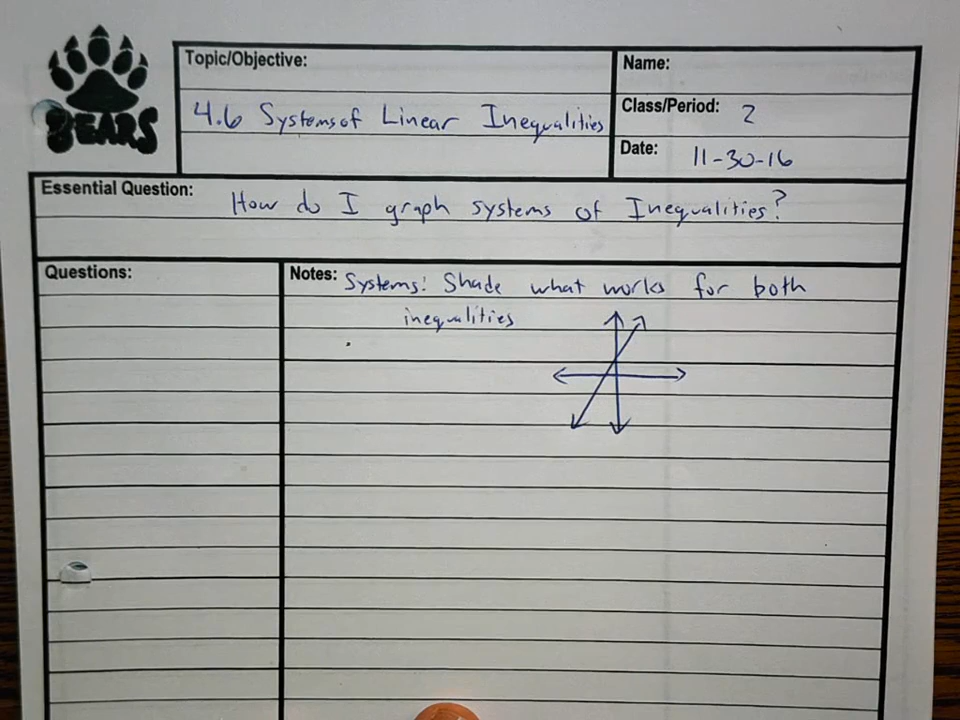 BEARS
Topic/Objective:
4.6 Systems of Linear Inequalities
Name:
Class/Period: 2
Date: 11-30-16
Essential Question: How do I graph systems of Inequalities?
Questions:
Notes: Systems: Shade what works for both
inequalities